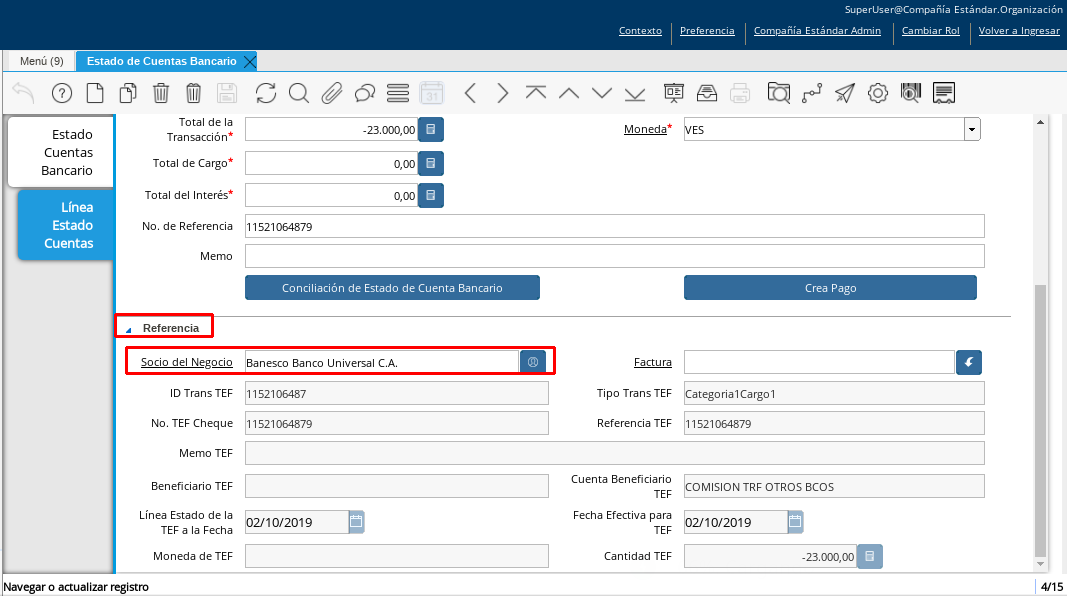 SuperUser@Compañía Estándar.Organización
Contexto Preferencia Compañía Estándar Admin Cambiar Rol Volver a Ingresar
Menú (9) Estado de Cuentas Bancario
31
Estado Cuentas Bancario
Línea Estado Cuentas
Total de la Transacción* -23.000,00 Moneda* VES
Total de Cargo* 0,00
Total del Interés* 0,00
No. de Referencia 11521064879
Memo
Conciliación de Estado de Cuenta Bancario Crea Pago
Referencia
Socio del Negocio Banesco Banco Universal C.A. Factura
ID Trans TEF 1152106487 Tipo Trans TEF Categoria1Cargo1
No. TEF Cheque 11521064879 Referencia TEF 11521064879
Memo TEF
Beneficiario TEF Cuenta Beneficiario TEF COMISION TRF OTROS BCOS
Línea Estado de la TEF a la Fecha 02/10/2019 Fecha Efectiva para TEF 02/10/2019
Moneda de TEF Cantidad TEF -23.000,00
Navegar o actualizar registro 4/15